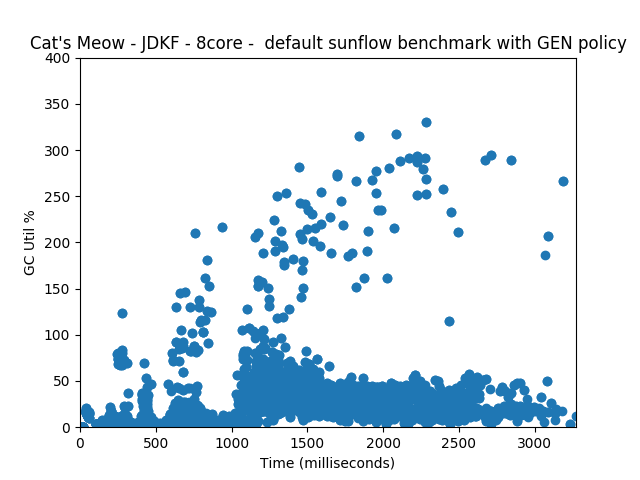 Cat's Meow - JDKF - 8core -  default sunflow benchmark with GEN policy
400
350
300
250
200
150
100
50
0
GC Util %
0 500 1000 1500 2000 2500 3000
Time (milliseconds)